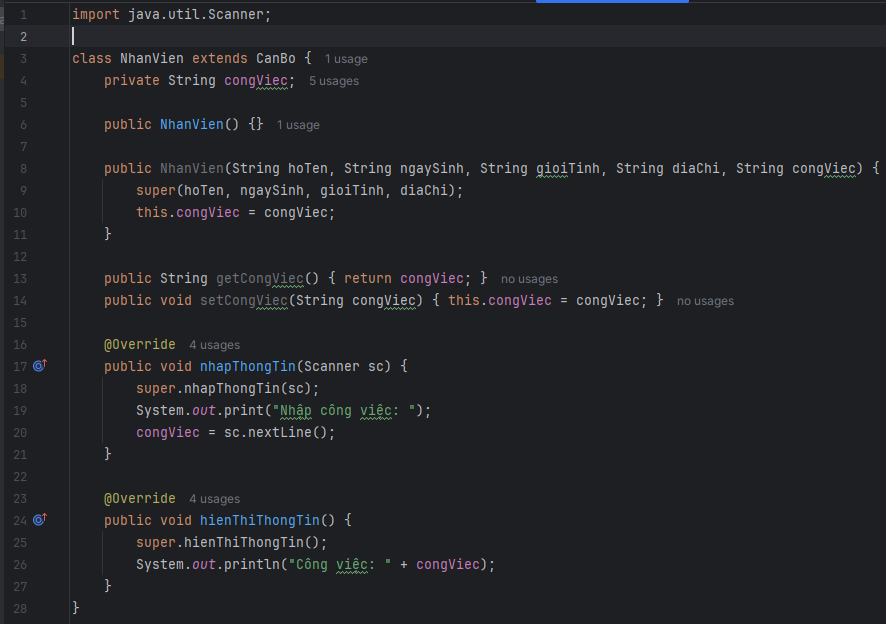 1 import java.util.Scanner;
2
3 class NhanVien extends CanBo { 1 usage
4 private String congViec; 5 usages
5
6 public NhanVien() {} 1 usage
7
8 public NhanVien(String hoTen, String ngaySinh, String gioiTinh, String diaChi, String congViec) {
9 super(hoTen, ngaySinh, gioiTinh, diaChi);
10 this.congViec = congViec;
11 }
12
13 public String getCongViec() { return congViec; } no usages
14 public void setCongViec(String congViec) { this.congViec = congViec; } no usages
15
16 @Override 4 usages
17 public void nhapThongTin(Scanner sc) {
18 super.nhapThongTin(sc);
19 System.out.print("Nhập công việc: ");
20 congViec = sc.nextLine();
21 }
22
23 @Override 4 usages
24 public void hienThiThongTin() {
25 super.hienThiThongTin();
26 System.out.println("Công việc: " + congViec);
27 }
28 }